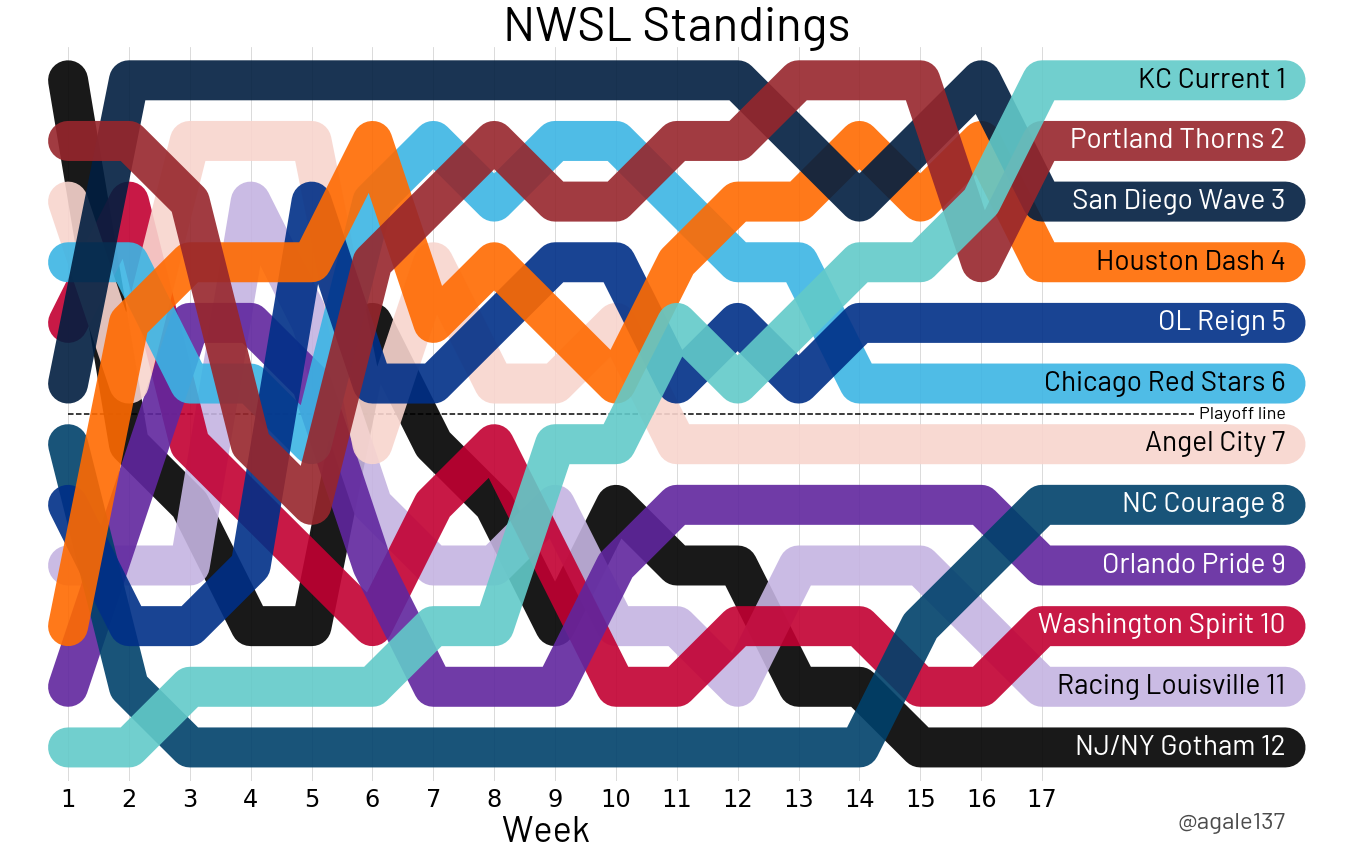 NWSL Standings
KC Current 1
Portland Thorns 2
San Diego Wave 3
Houston Dash 4
OL Reign 5
Chicago Red Stars 6
Playoff line
Angel City 7
NC Courage 8
Orlando Pride 9
Washington Spirit 10
Racing Louisville 11
NJ/NY Gotham 12
1 2 3 4 5 6 7 8 9 10 11 12 13 14 15 16 17
Week
@agale137